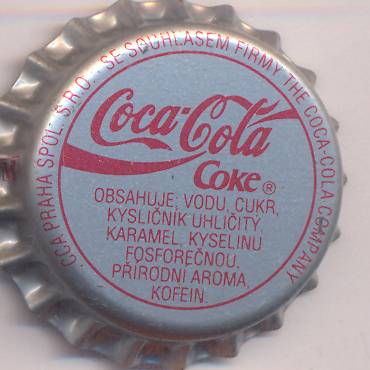 CCA PRAHA SPOL. S.R.O. - SE SOUHLASEM FIRMY THE COCA-COLA COMPANY
Coca-Cola
Coke ®
OBSAHUJE: VODU, CUKR,
KYSLIČNÍK UHLIČITÝ,
KARAMEL, KYSELINU
FOSFOREČNOU,
PŘÍRODNÍ AROMA,
KOFEIN.